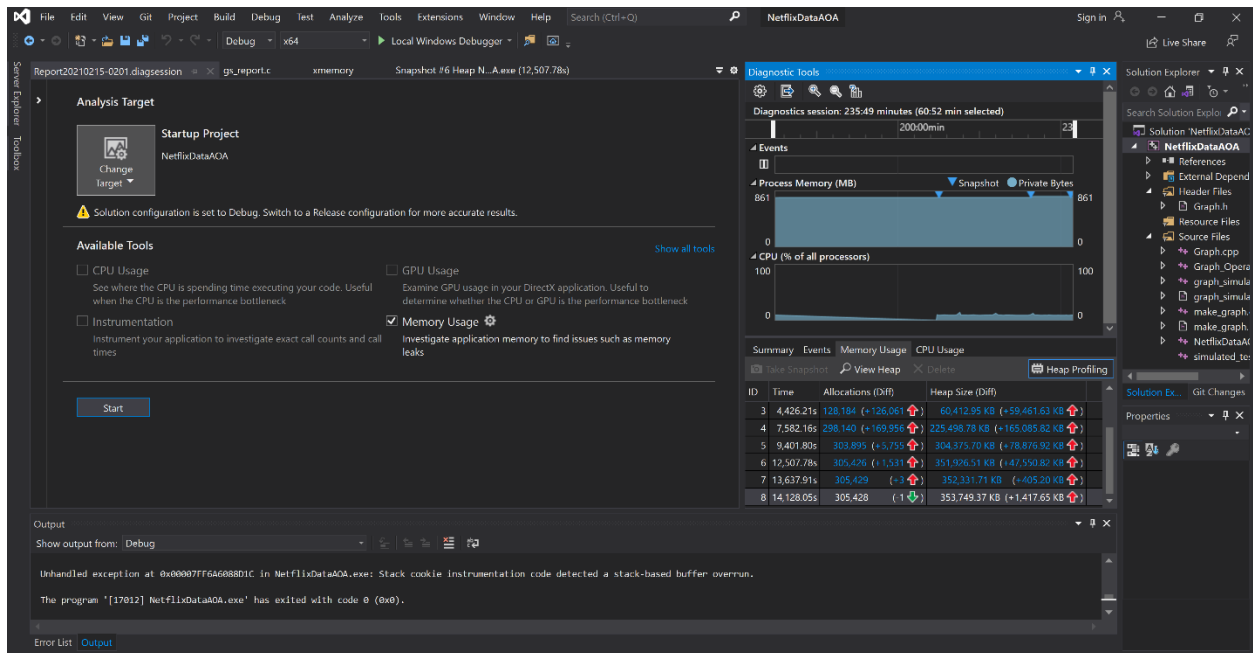 File Edit View Git Project Build Debug Test Analyze Tools Extensions Window Help Search (Ctrl+Q) NetflixDataAOA Sign in
Debug x64 Local Windows Debugger Live Share
Server Explorer
Toolbox
Report20210215-0201.diagsession gs_report.c xmemory Snapshot #6 Heap N...A.exe (12,507.78s)
Analysis Target
Startup Project
NetflixDataAOA
Change
Target
Solution configuration is set to Debug. Switch to a Release configuration for more accurate results.
Available Tools
Show all tools
CPU Usage
See where the CPU is spending time executing your code. Useful
when the CPU is the performance bottleneck
GPU Usage
Examine GPU usage in your DirectX application. Useful to
determine whether the CPU or GPU is the performance bottleneck
Instrumentation
Instrument your application to investigate exact call counts and call
times
Memory Usage
Investigate application memory to find issues such as memory
leaks
Start
Diagnostic Tools
Diagnostics session: 235:49 minutes (60:52 min selected)
200:00min 23
Events
Process Memory (MB) Snapshot Private Bytes
861 861
0 0
CPU (% of all processors)
100 100
0 0
Summary Events Memory Usage CPU Usage
Take Snapshot View Heap Delete Heap Profiling
ID Time Allocations (Diff) Heap Size (Diff)
3 4,426.21s 128,184 (+126,061) 60,412.95 KB (+59,461.63 KB)
4 7,582.16s 298,140 (+169,956) 225,498.78 KB (+165,085.82 KB)
5 9,401.80s 303,895 (+5,755) 304,375.70 KB (+78,876.92 KB)
6 12,507.78s 305,426 (+1,531) 351,926.51 KB (+47,550.82 KB)
7 13,637.91s 305,429 (+3) 352,331.71 KB (+405.20 KB)
8 14,128.05s 305,428 (-1) 353,749.37 KB (+1,417.65 KB)
Solution Explorer
Search Solution Explo
Solution 'NetflixDataAC
NetflixDataAOA
References
External Depend
Header Files
Graph.h
Resource Files
Source Files
Graph.cpp
Graph_Opera
graph_simula
graph_simula
make_graph.
make_graph.
NetflixDataA
simulated_te
Solution Ex... Git Changes
Properties
Output
Show output from: Debug
Unhandled exception at 0x00007FF6A6088D1C in NetflixDataAOA.exe: Stack cookie instrumentation code detected a stack-based buffer overrun.
The program '[17012] NetflixDataAOA.exe' has exited with code 0 (0x0).
Error List Output